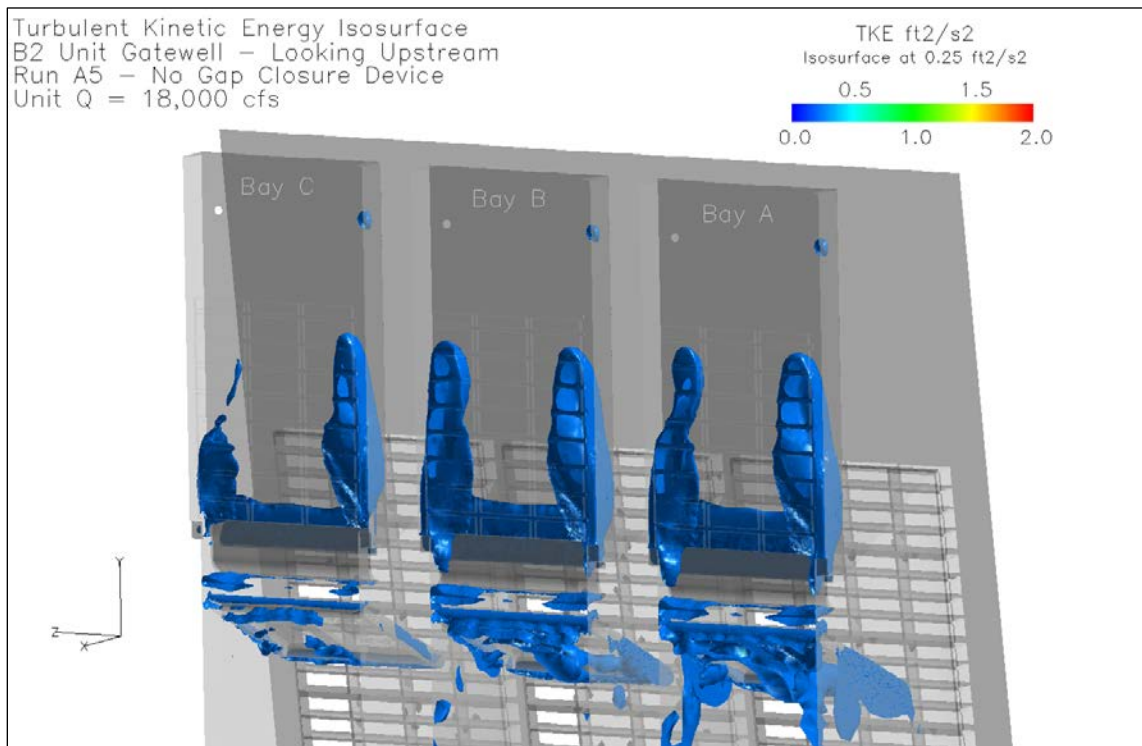 Turbulent Kinetic Energy Isosurface
B2 Unit Gatewell – Looking Upstream
Run A5 – No Gap Closure Device
Unit Q = 18,000 cfs
TKE ft2/s2
Isosurface at 0.25 ft2/s2
0.5 1.5
0.0 1.0 2.0
Bay C
Bay B
Bay A
Y
Z
X